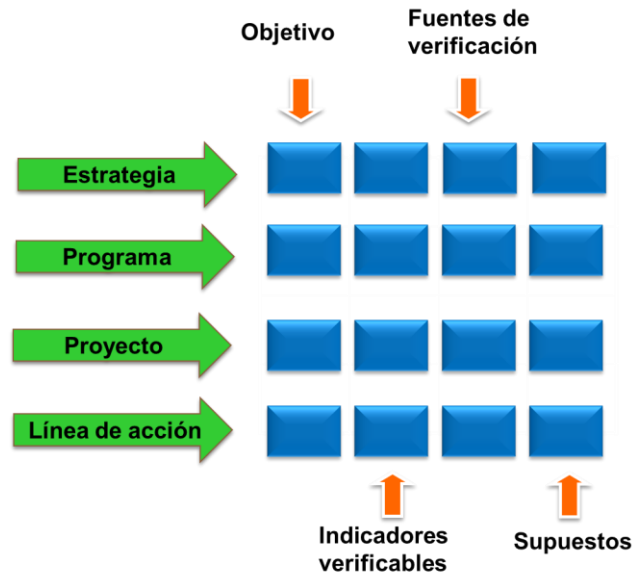 Objetivo
Fuentes de
verificación
Estrategia
Programa
Proyecto
Línea de acción
Indicadores
verificables
Supuestos